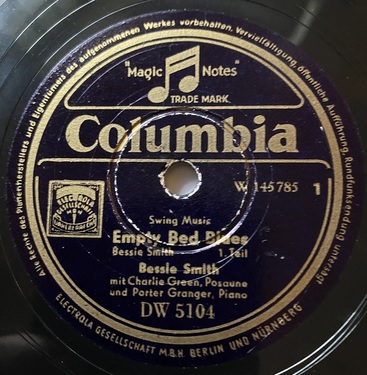 Alle Rechte des Plattenherstellers und Eigentümers des aufgenommenen Werkes vorbehalten. Vervielfältigung, öffentliche Aufführung, Rundfunksendung untersagt!
"Magic Notes"
TRADE MARK
Columbia
W 145785 1
ELECTROLA
GESELLSCHAFT
Swing Music
Empty Bed Blues
Bessie Smith 1. Teil
Bessie Smith
mit Charlie Green, Posaune
und Porter Granger, Piano
DW 5104
ELECTROLA GESELLSCHAFT M.B.H. BERLIN UND NÜRNBERG